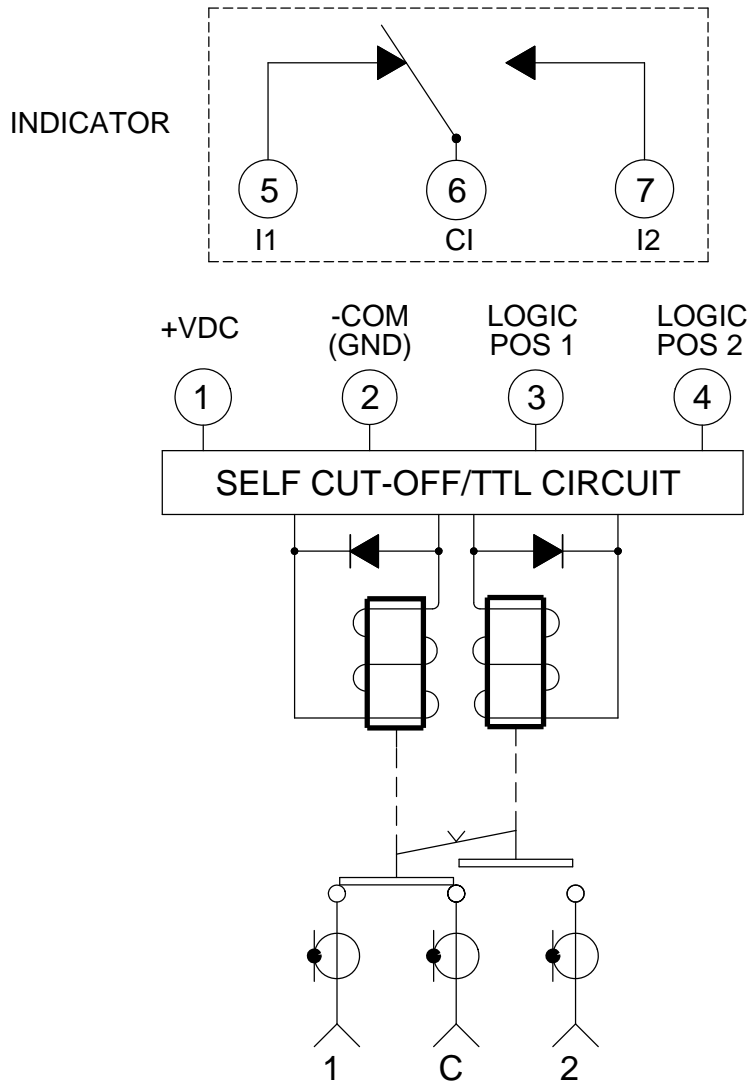 INDICATOR
5 6 7
I1 CI I2
+VDC -COM LOGIC LOGIC
(GND) POS 1 POS 2
1 2 3 4
SELF CUT-OFF/TTL CIRCUIT
1 C 2